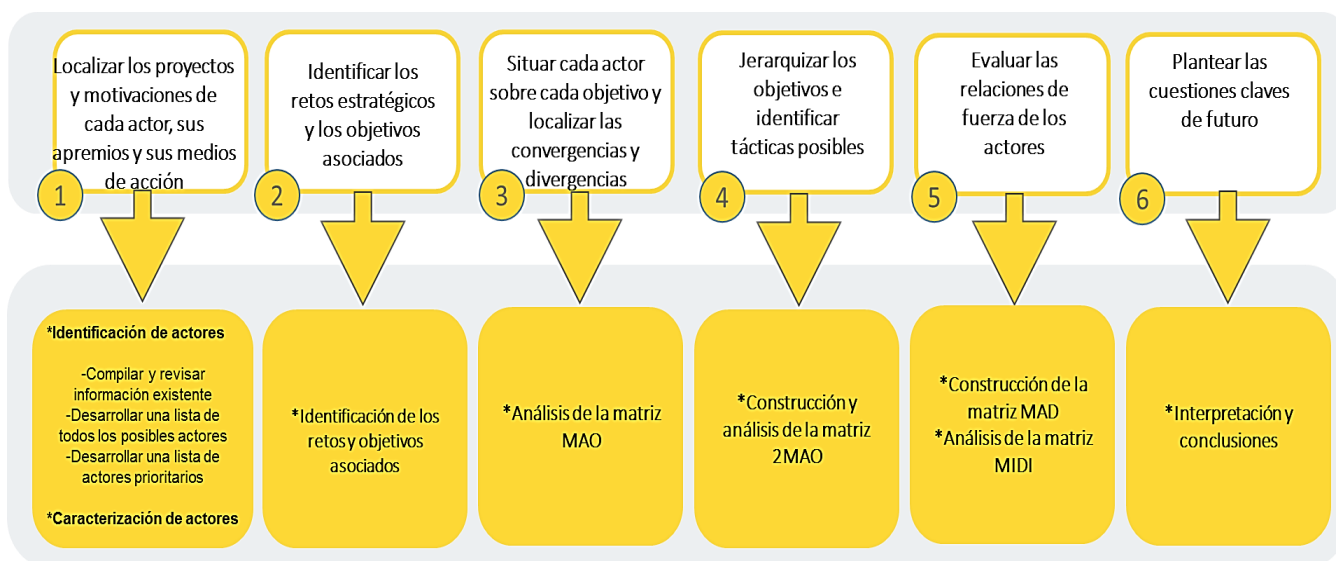 Localizar los proyectos
y motivaciones de
cada actor, sus
apremios y sus medios
de acción
1
Identificar los
retos estratégicos
y los objetivos
asociados
2
Situar cada actor
sobre cada objetivo y
localizar las
convergencias y
divergencias
3
Jerarquizar los
objetivos e
identificar
tácticas posibles
4
Evaluar las
relaciones de
fuerza de los
actores
5
Plantear las
cuestiones claves
de futuro
6
*Identificación de actores
-Compilar y revisar
información existente
-Desarrollar una lista de
todos los posibles actores
-Desarrollar una lista de
actores prioritarios
*Caracterización de actores
*Identificación de los
retos y objetivos
asociados
*Análisis de la matriz
MAO
*Construcción y
análisis de la matriz
2MAO
*Construcción de la
matriz MAD
*Análisis de la matriz
MIDI
*Interpretación y
conclusiones